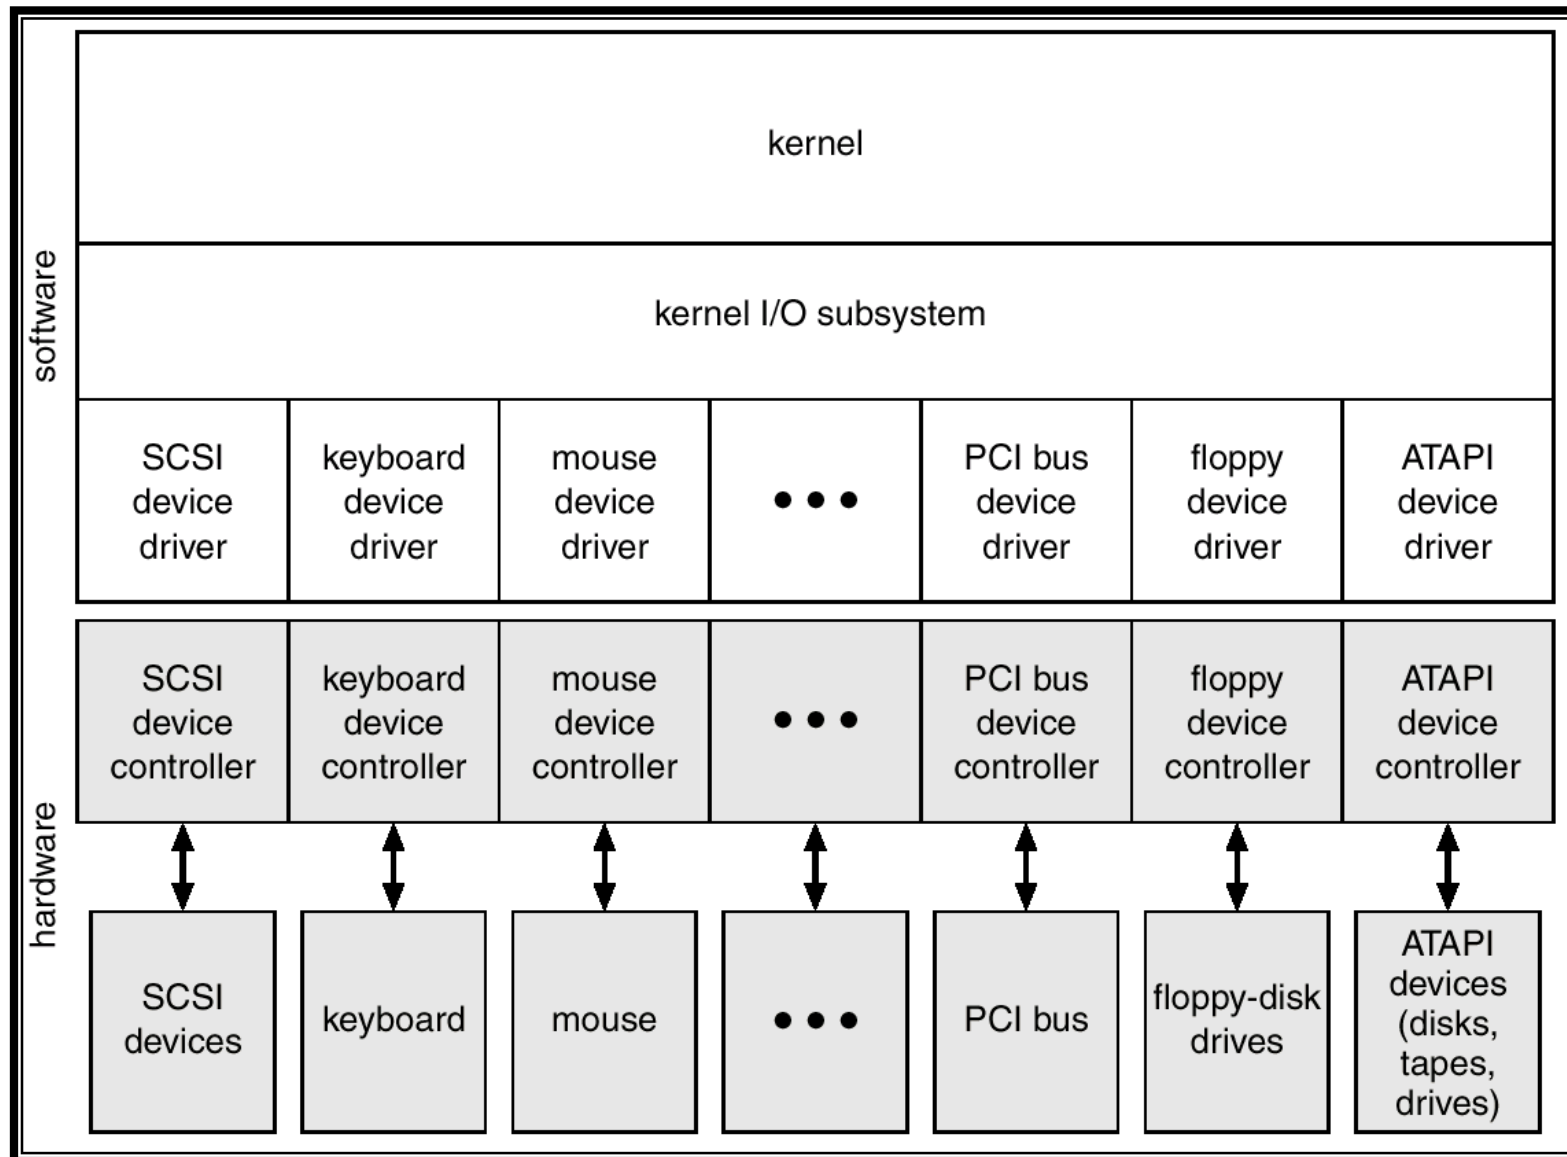 software
kernel
kernel I/O subsystem
SCSI
device
driver
keyboard
device
driver
mouse
device
driver
PCI bus
device
driver
floppy
device
driver
ATAPI
device
driver
hardware
SCSI
device
controller
keyboard
device
controller
mouse
device
controller
PCI bus
device
controller
floppy
device
controller
ATAPI
device
controller
SCSI
devices
keyboard
mouse
PCI bus
floppy-disk
drives
ATAPI
devices
(disks,
tapes,
drives)